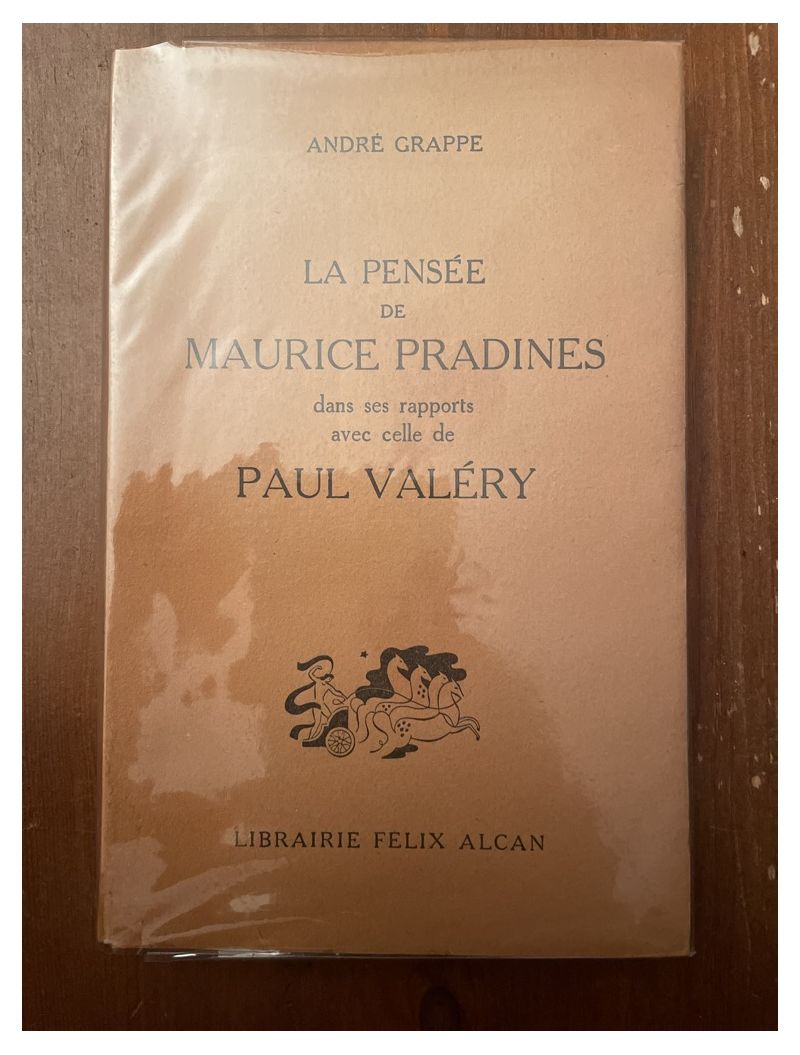 ANDRÉ GRAPPE
LA PENSÉE
DE
MAURICE PRADINES
dans ses rapports
avec celle de
PAUL VALÉRY
LIBRAIRIE FELIX ALCAN